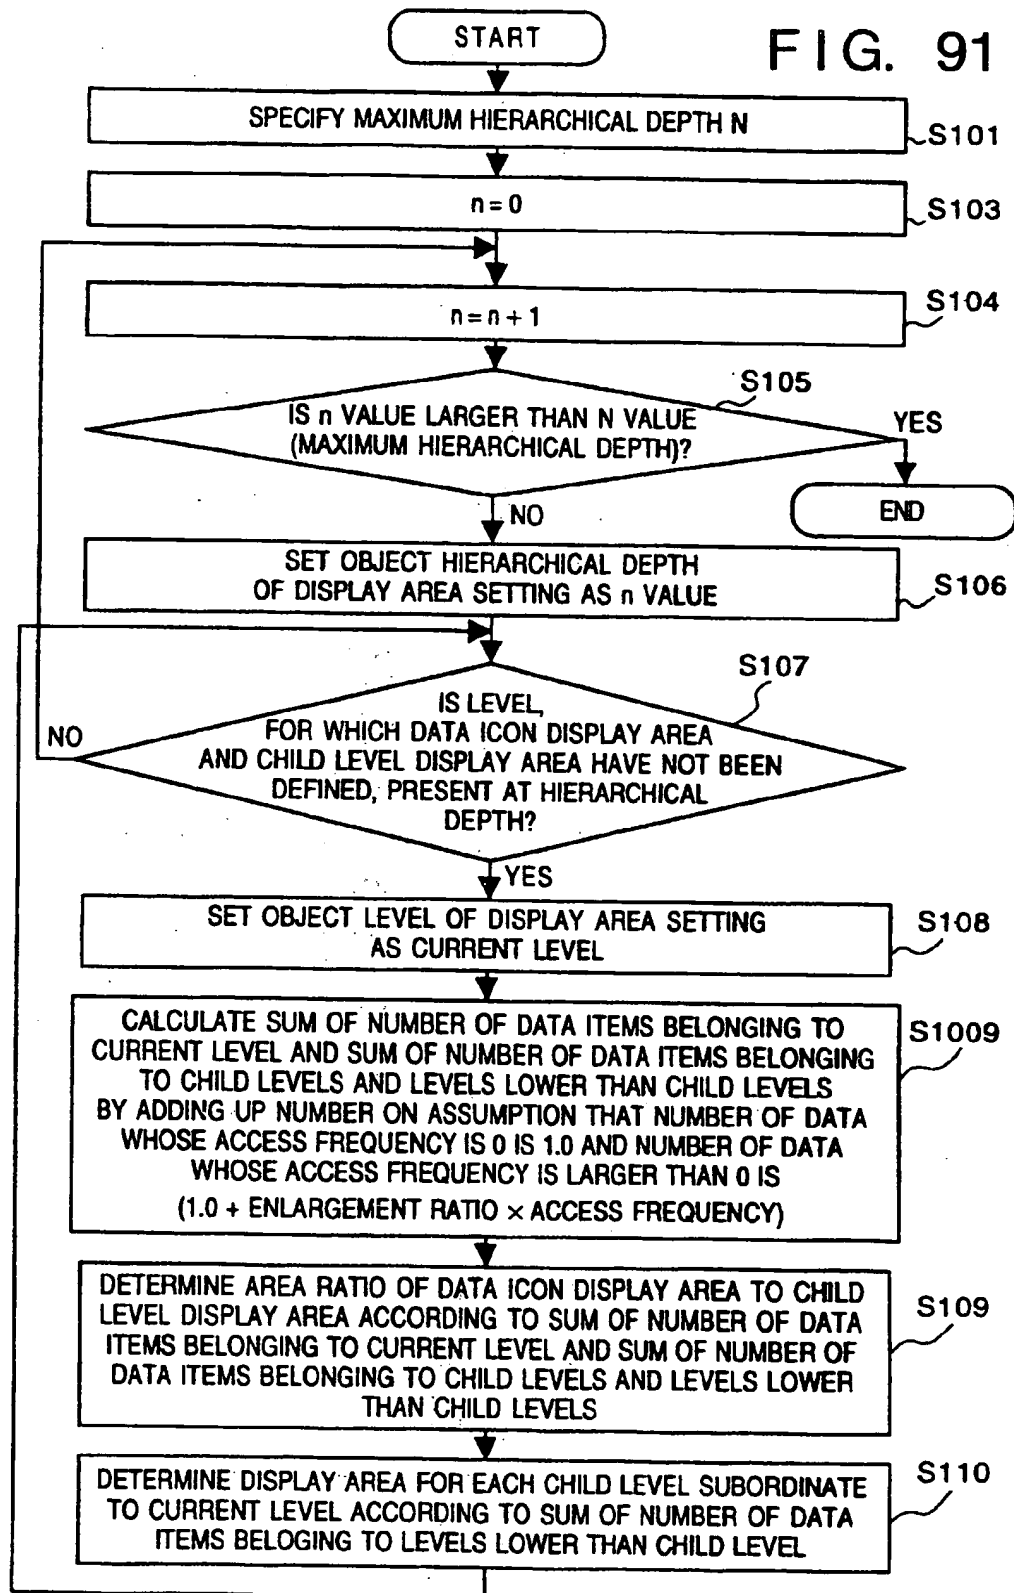 START
FIG. 91
SPECIFY MAXIMUM HIERARCHICAL DEPTH N
S101
n=0
S103
n=n+1
S104
S105
IS n VALUE LARGER THAN N VALUE
(MAXIMUM HIERARCHICAL DEPTH)?
YES
END
NO
SET OBJECT HIERARCHICAL DEPTH
OF DISPLAY AREA SETTING AS n VALUE
S106
S107
IS LEVEL,
FOR WHICH DATA ICON DISPLAY AREA
AND CHILD LEVEL DISPLAY AREA HAVE NOT BEEN
DEFINED, PRESENT AT HIERARCHICAL
DEPTH?
NO
YES
SET OBJECT LEVEL OF DISPLAY AREA SETTING
AS CURRENT LEVEL
S108
CALCULATE SUM OF NUMBER OF DATA ITEMS BELONGING TO
CURRENT LEVEL AND SUM OF NUMBER OF DATA ITEMS BELONGING
TO CHILD LEVELS AND LEVELS LOWER THAN CHILD LEVELS
BY ADDING UP NUMBER ON ASSUMPTION THAT NUMBER OF DATA
WHOSE ACCESS FREQUENCY IS 0 IS 1.0 AND NUMBER OF DATA
WHOSE ACCESS FREQUENCY IS LARGER THAN 0 IS
(1.0 + ENLARGEMENT RATIO × ACCESS FREQUENCY)
S1009
DETERMINE AREA RATIO OF DATA ICON DISPLAY AREA TO CHILD
LEVEL DISPLAY AREA ACCORDING TO SUM OF NUMBER OF DATA
ITEMS BELONGING TO CURRENT LEVEL AND SUM OF NUMBER OF
DATA ITEMS BELONGING TO CHILD LEVELS AND LEVELS LOWER
THAN CHILD LEVELS
S109
DETERMINE DISPLAY AREA FOR EACH CHILD LEVEL SUBORDINATE
TO CURRENT LEVEL ACCORDING TO SUM OF NUMBER OF DATA
ITEMS BELOGING TO LEVELS LOWER THAN CHILD LEVEL
S110